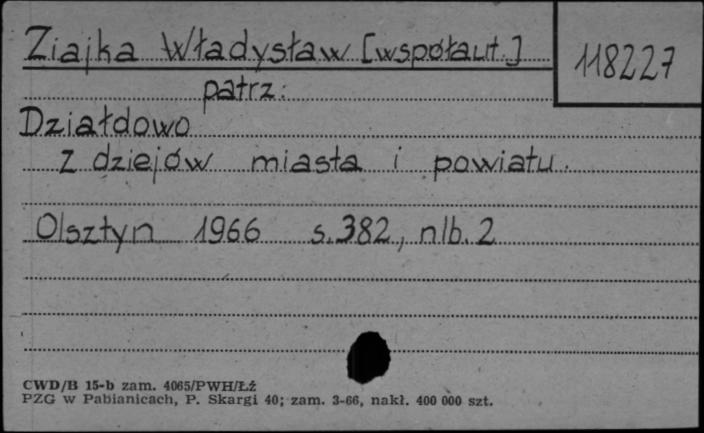 Ziajka Władysław [współaut.]
118227
patrz:
Działdowo
Z dziejów miasta i powiatu.
Olsztyn 1966 s.382, nlb.2
CWD/B 15-b zam. 4065/PWH/Łź
PZG w Pabianicach, P. Skargi 40; zam. 3-66, nakł. 400 000 szt.